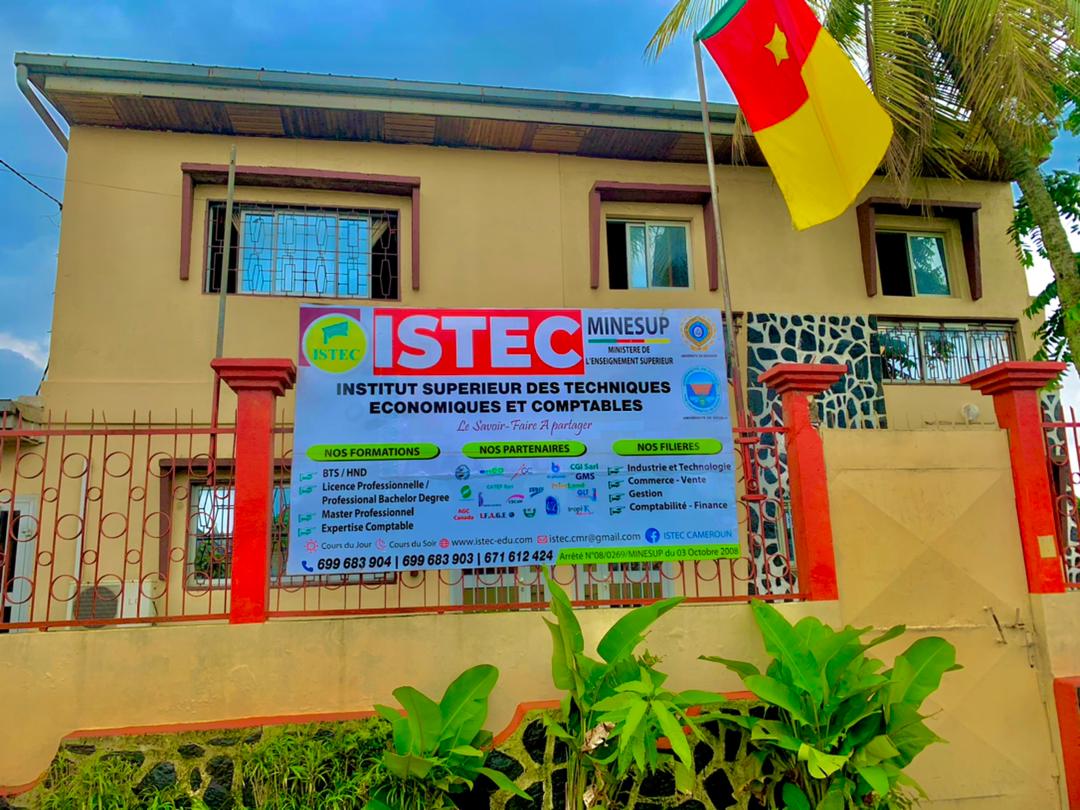 ISTEC
ISTEC
MINESUP
MINISTERE DE
L'ENSEIGNEMENT SUPERIEUR
INSTITUT SUPERIEUR DES TECHNIQUES
ECONOMIQUES ET COMPTABLES
Le Savoir-Faire A partager
NOS FORMATIONS
BTS / HND
Licence Professionnelle /
Professional Bachelor Degree
Master Professionnel
Expertise Comptable
NOS PARTENAIRES
CGI Sarl
GMS
AGC
Canada
NOS FILIERES
Industrie et Technologie
Commerce - Vente
Gestion
Comptabilité - Finance
Cours du Jour
Cours du Soir
www.istec-edu.com
istec.cmr@gmail.com
ISTEC CAMEROUN
699 683 904 | 699 683 903 | 671 612 424
Arrêté N°08/0269/MINESUP du 03 Octobre 2008